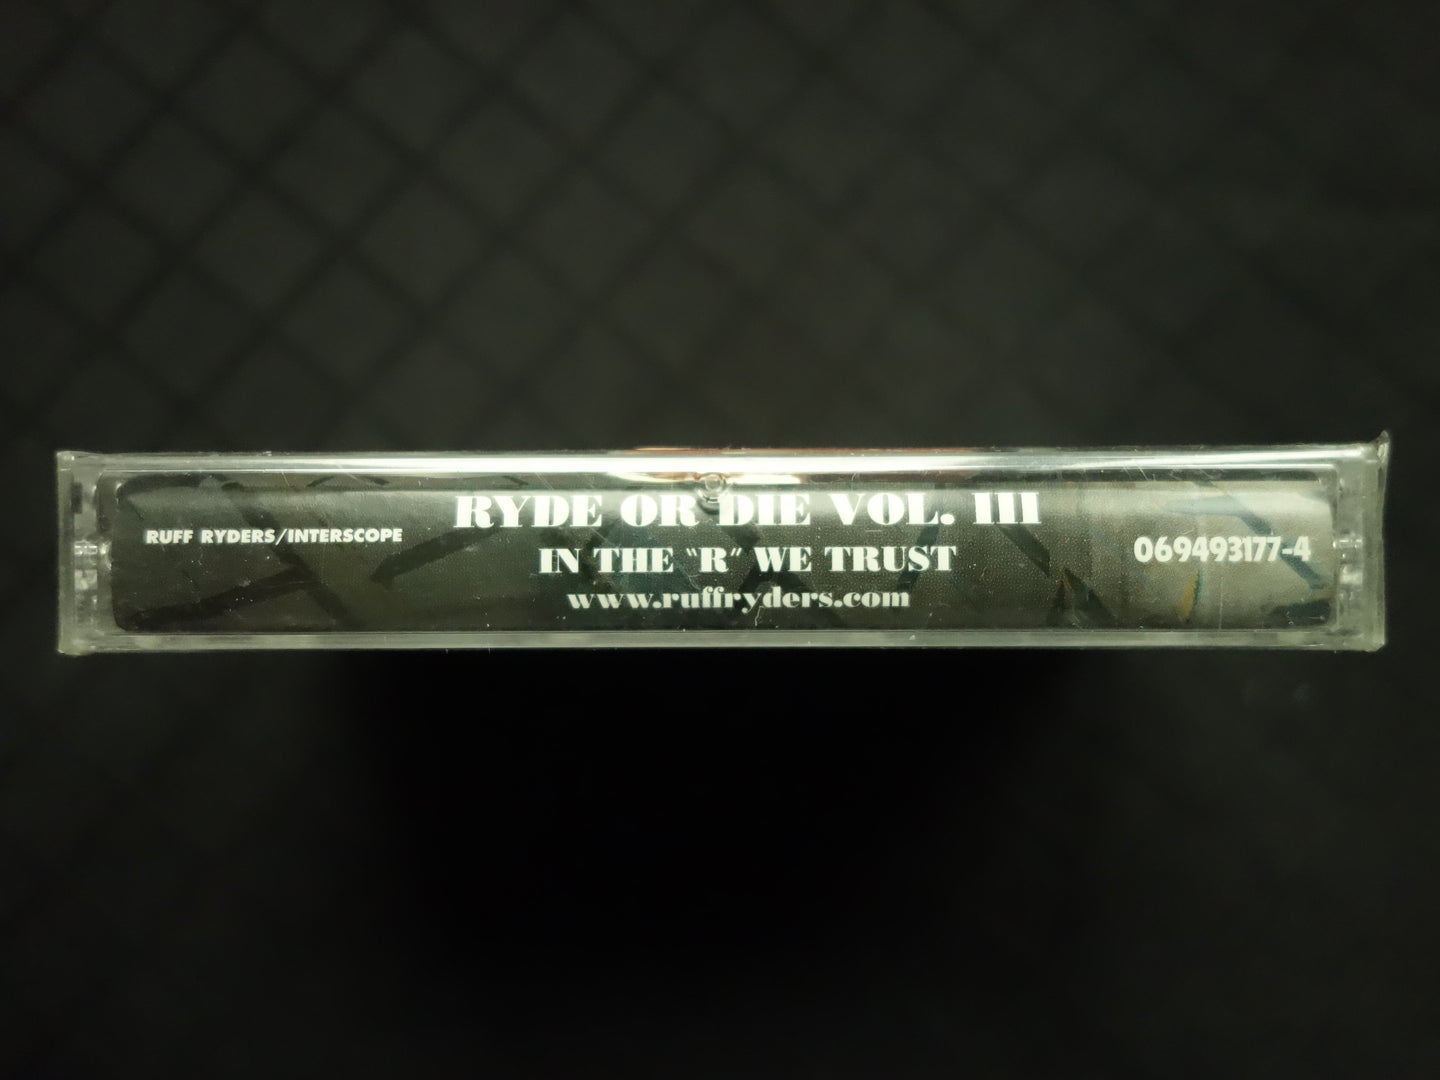 RUFF RYDERS/INTERSCOPE
RYDE OR DIE VOL. III
IN THE "R" WE TRUST
www.ruffryders.com
069493177-4